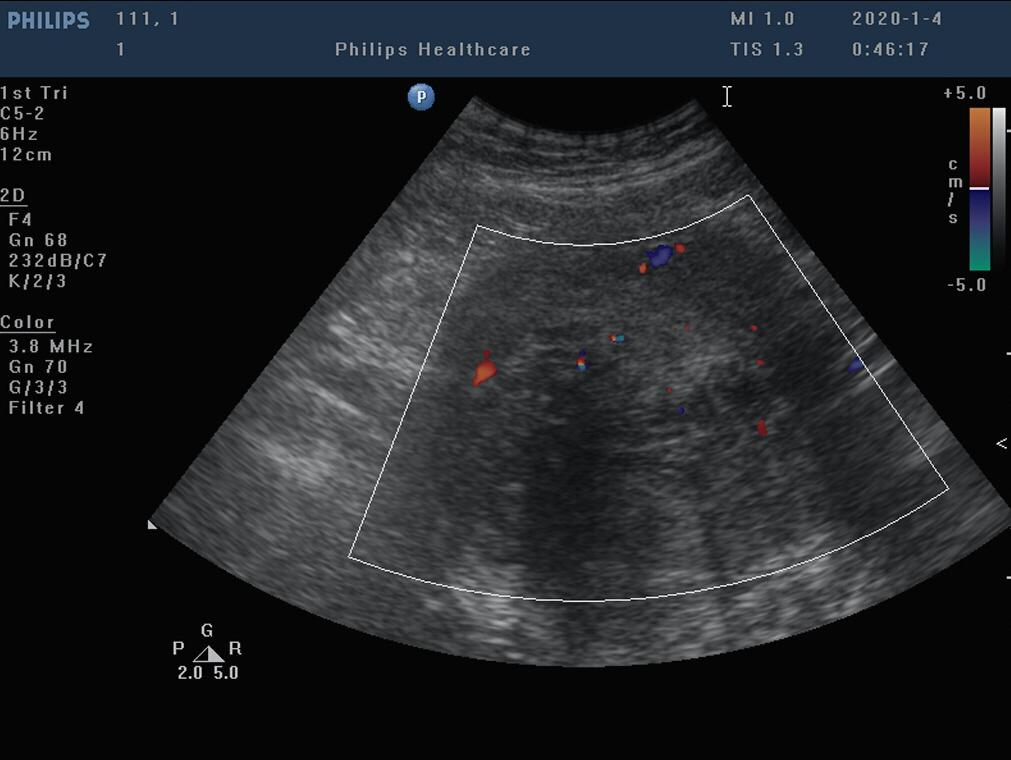 PHILIPS 111, 1 MI 1.0 2020-1-4
1 Philips Healthcare TIS 1.3 0:46:17
1st Tri
C5-2
6Hz
12cm
2D
F4
Gn 68
232dB/C7
K/2/3
Color
3.8 MHz
Gn 70
G/3/3
Filter 4
P
+5.0
cm/s
-5.0
G
P R
2.0 5.0